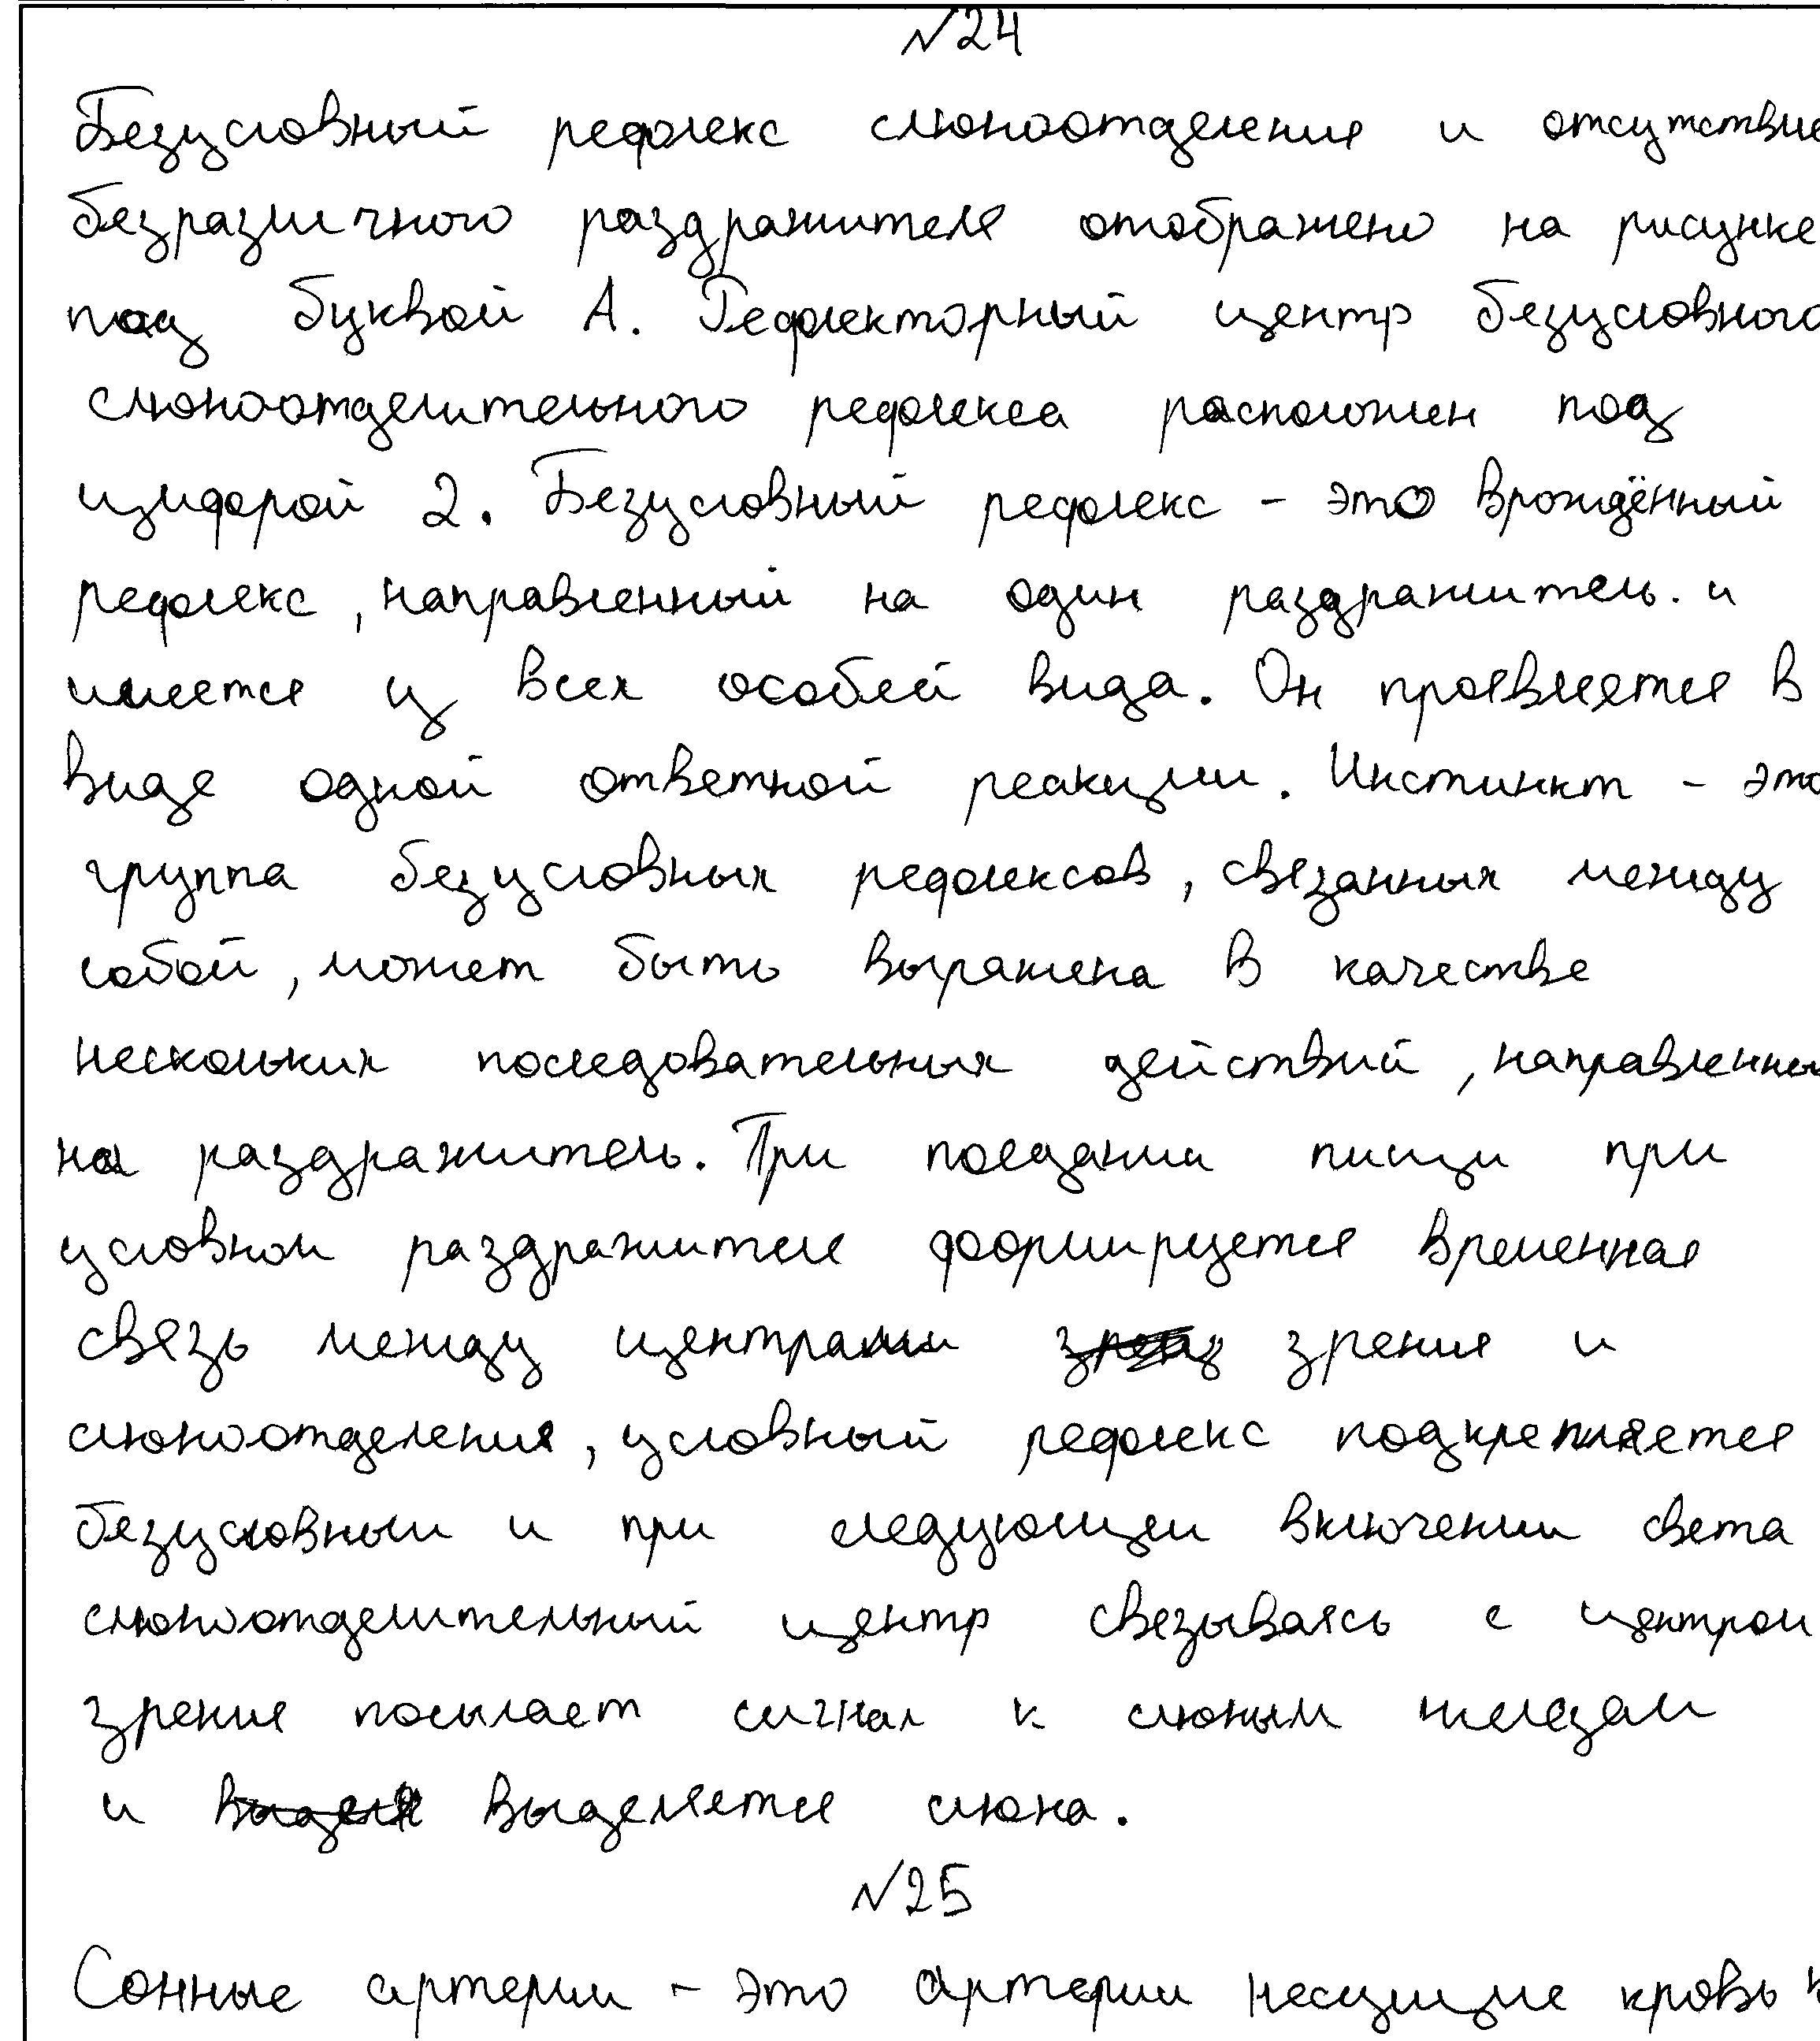 №24
Безусловный рефлекс слюноотделения и отсутствие
безразличного раздражителя отображено на рисунке
под буквой А. Рефлекторный центр безусловного
слюноотделительного рефлекса расположен под
цифрой 2. Безусловный рефлекс - это врождённый
рефлекс, направленный на один раздражитель. и
имеется у всех особей вида. Он проявляется в
виде одной ответной реакции. Инстинкт - это
группа безусловных рефлексов, связанных между
собой, может быть выражена в качестве
нескольких последовательных действий, направленны
на раздражитель. При поедании пищи при
условном раздражителе формируется временная
связь между центрами зрения и
слюноотделения, условный рефлекс подкрепляется
безусловным и при следующем включении света
слюноотделительный центр связываясь с центром
зрения посылает сигнал к слюным железам
и выделяется слюна.
№25
Сонные артерии - это артерии несущие кровь к